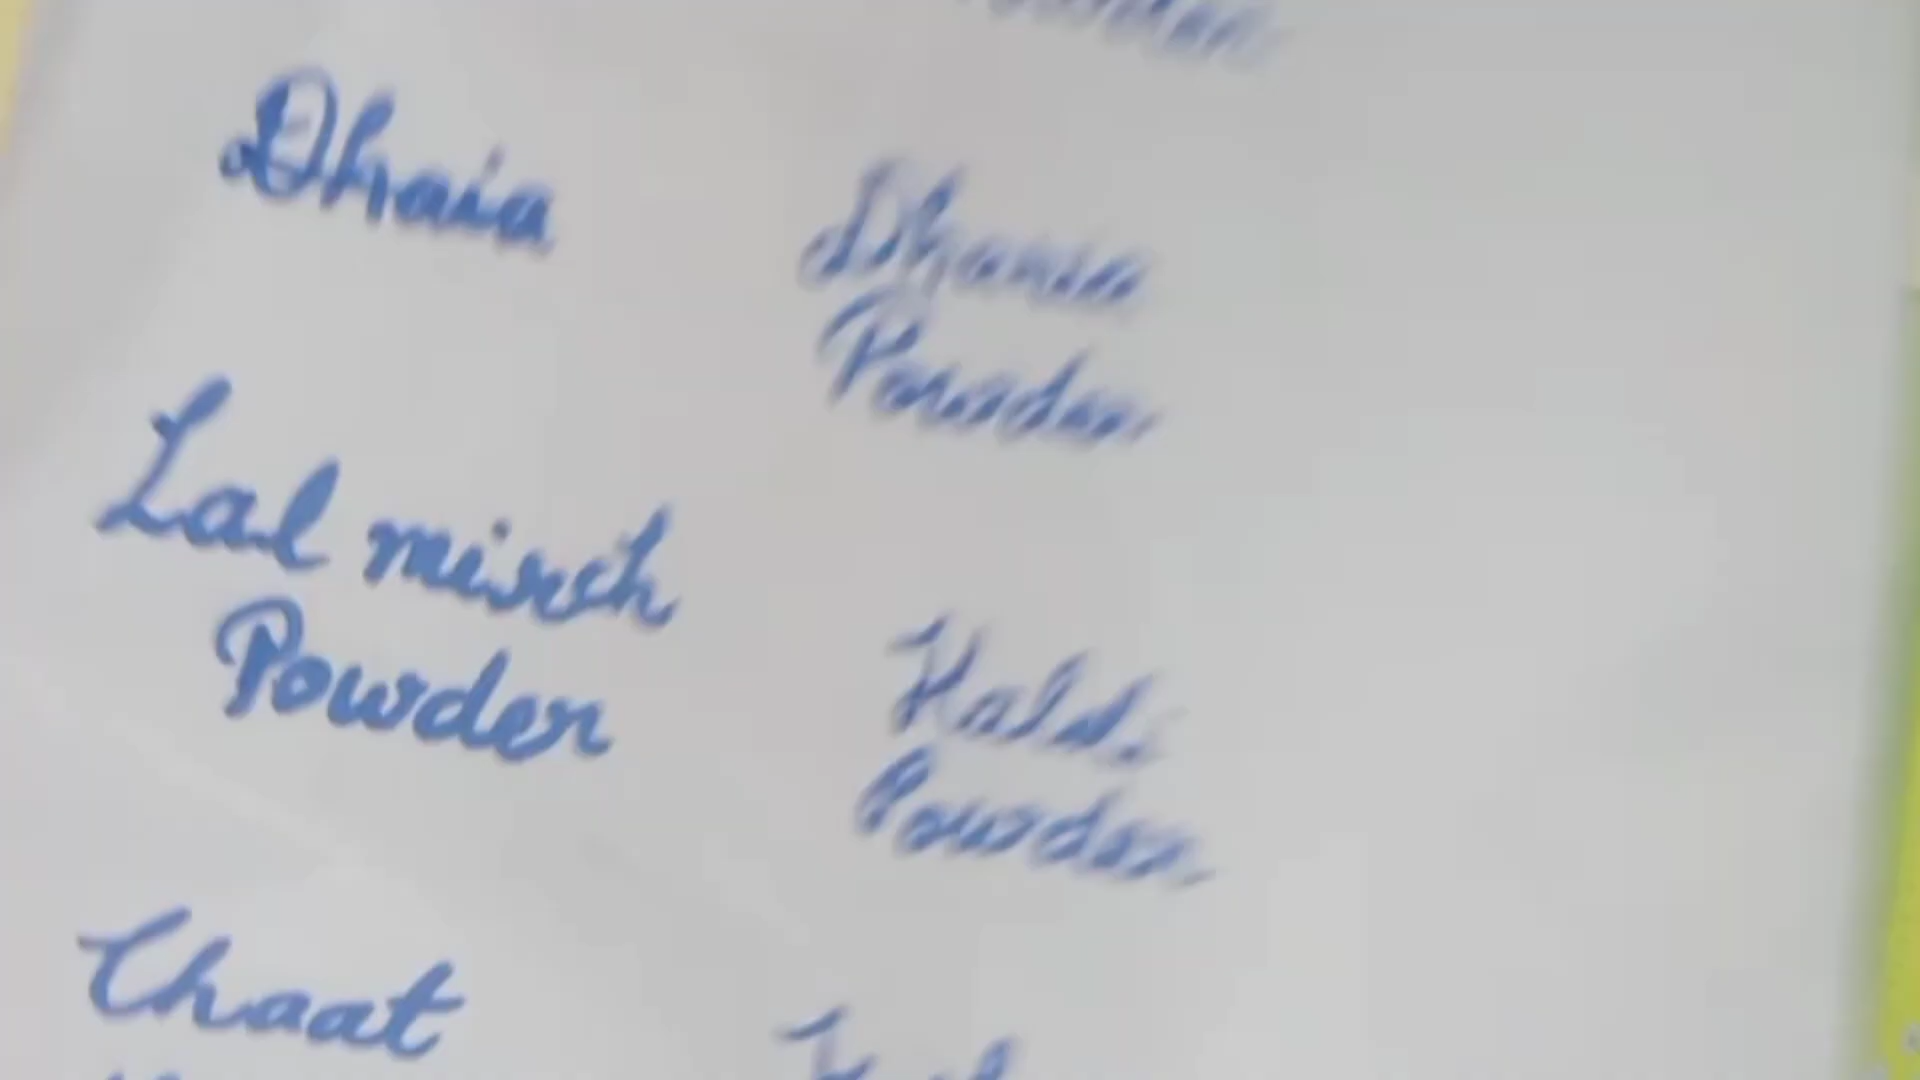 Dhaia
Dhania
Powder
Lal mirch
Powder
Haldi
Powder
Chaat